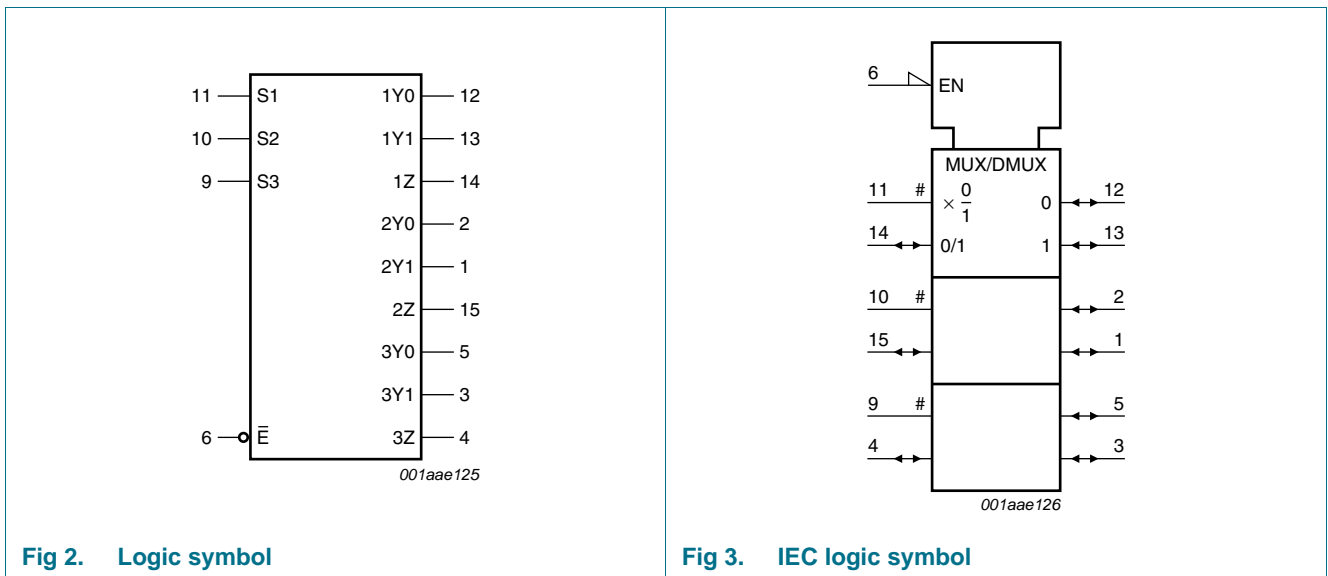 11 S1 1Y0 12
10 S2 1Y1 13
9 S3 1Z 14
2Y0 2
2Y1 1
2Z 15
3Y0 5
3Y1 3
6 E̅ 3Z 4
001aae125
Fig 2. Logic symbol
6 EN
MUX/DMUX
11 # × 0/1 0 12
14 0/1 1 13
10 # 2
15 1
9 # 5
4 3
001aae126
Fig 3. IEC logic symbol